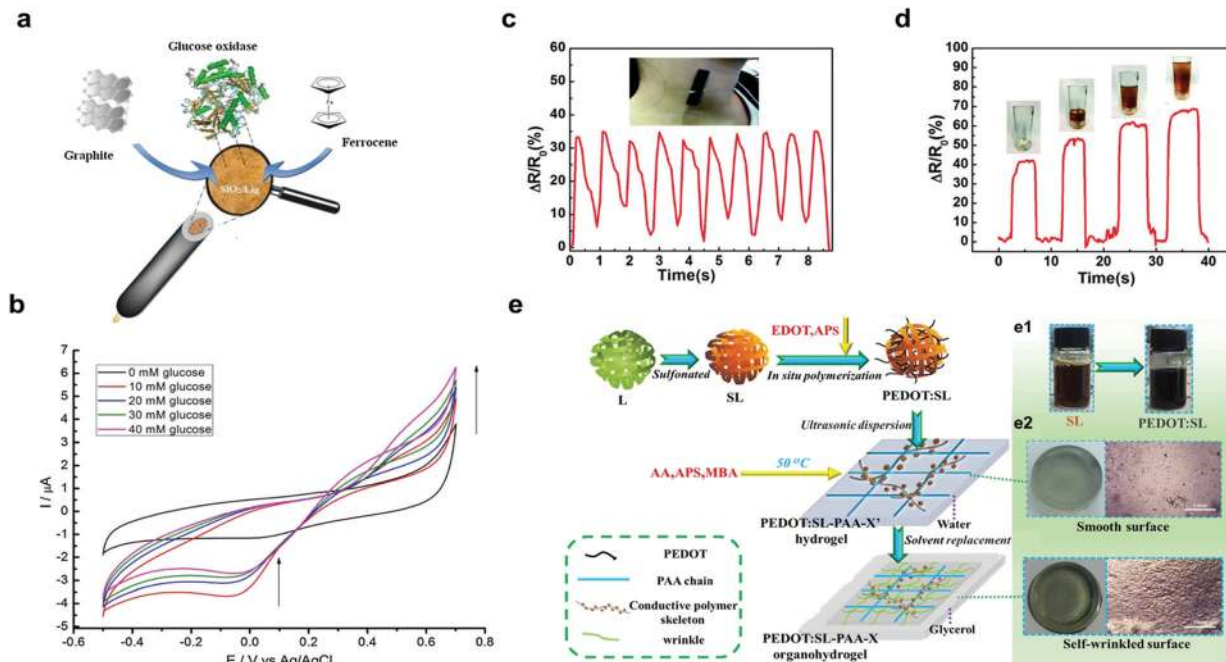 a
Glucose oxidase
Graphite
Ferrocene
SiO₂/Lig
b
I / µA
7
6
5
4
3
2
1
0
-1
-2
-3
-4
-5
0 mM glucose
10 mM glucose
20 mM glucose
30 mM glucose
40 mM glucose
-0.6 -0.4 -0.2 0.0 0.2 0.4 0.6 0.8
E / V vs Ag/AgCl
c
ΔR/R₀(%)
60
50
40
30
20
10
0
0 1 2 3 4 5 6 7 8
Time(s)
d
ΔR/R₀(%)
100
90
80
70
60
50
40
30
20
10
0
0 10 20 30 40
Time(s)
e
EDOT,APS
Sulfonated
In situ polymerization
L
SL
PEDOT:SL
Ultrasonic dispersion
AA,APS,MBA
50 °C
PEDOT:SL-PAA-X'
hydrogel
Water
Solvent replacement
PEDOT:SL-PAA-X
organohydrogel
Glycerol
PEDOT
PAA chain
Conductive polymer
skeleton
wrinkle
e1
SL
PEDOT:SL
e2
Smooth surface
Self-wrinkled surface